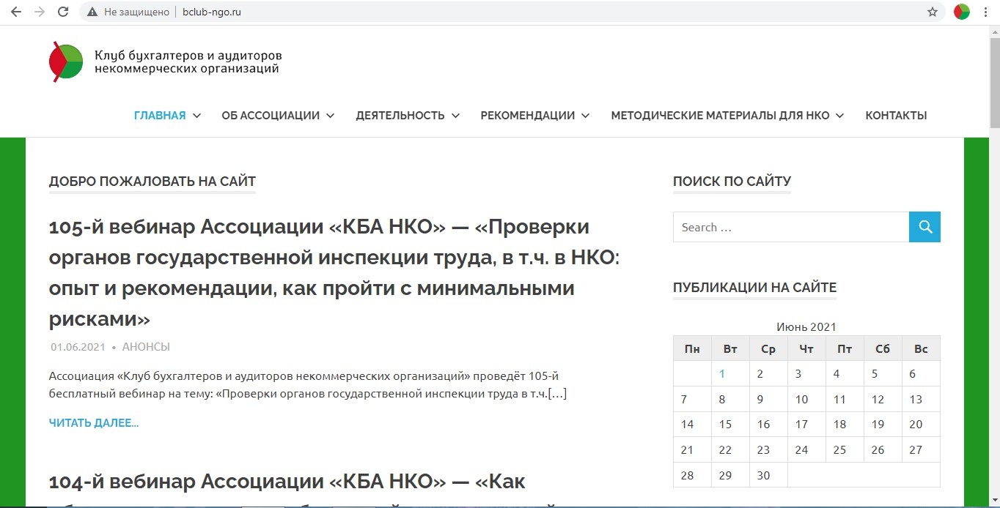 Не защищено
bclub-ngo.ru
Клуб бухгалтеров и аудиторов
некоммерческих организаций
ГЛАВНАЯ ОБ АССОЦИАЦИИ ДЕЯТЕЛЬНОСТЬ РЕКОМЕНДАЦИИ МЕТОДИЧЕСКИЕ МАТЕРИАЛЫ ДЛЯ НКО КОНТАКТЫ
ДОБРО ПОЖАЛОВАТЬ НА САЙТ
105-й вебинар Ассоциации «КБА НКО» — «Проверки
органов государственной инспекции труда, в т.ч. в НКО:
опыт и рекомендации, как пройти с минимальными
рисками»
01.06.2021 • АНОНСЫ
Ассоциация «Клуб бухгалтеров и аудиторов некоммерческих организаций» проведёт 105-й
бесплатный вебинар на тему: «Проверки органов государственной инспекции труда в т.ч.[…]
ЧИТАТЬ ДАЛЕЕ...
104-й вебинар Ассоциации «КБА НКО» — «Как
ПОИСК ПО САЙТУ
Search …
ПУБЛИКАЦИИ НА САЙТЕ
Июнь 2021
Пн Вт Ср Чт Пт Сб Вс
1 2 3 4 5 6
7 8 9 10 11 12 13
14 15 16 17 18 19 20
21 22 23 24 25 26 27
28 29 30